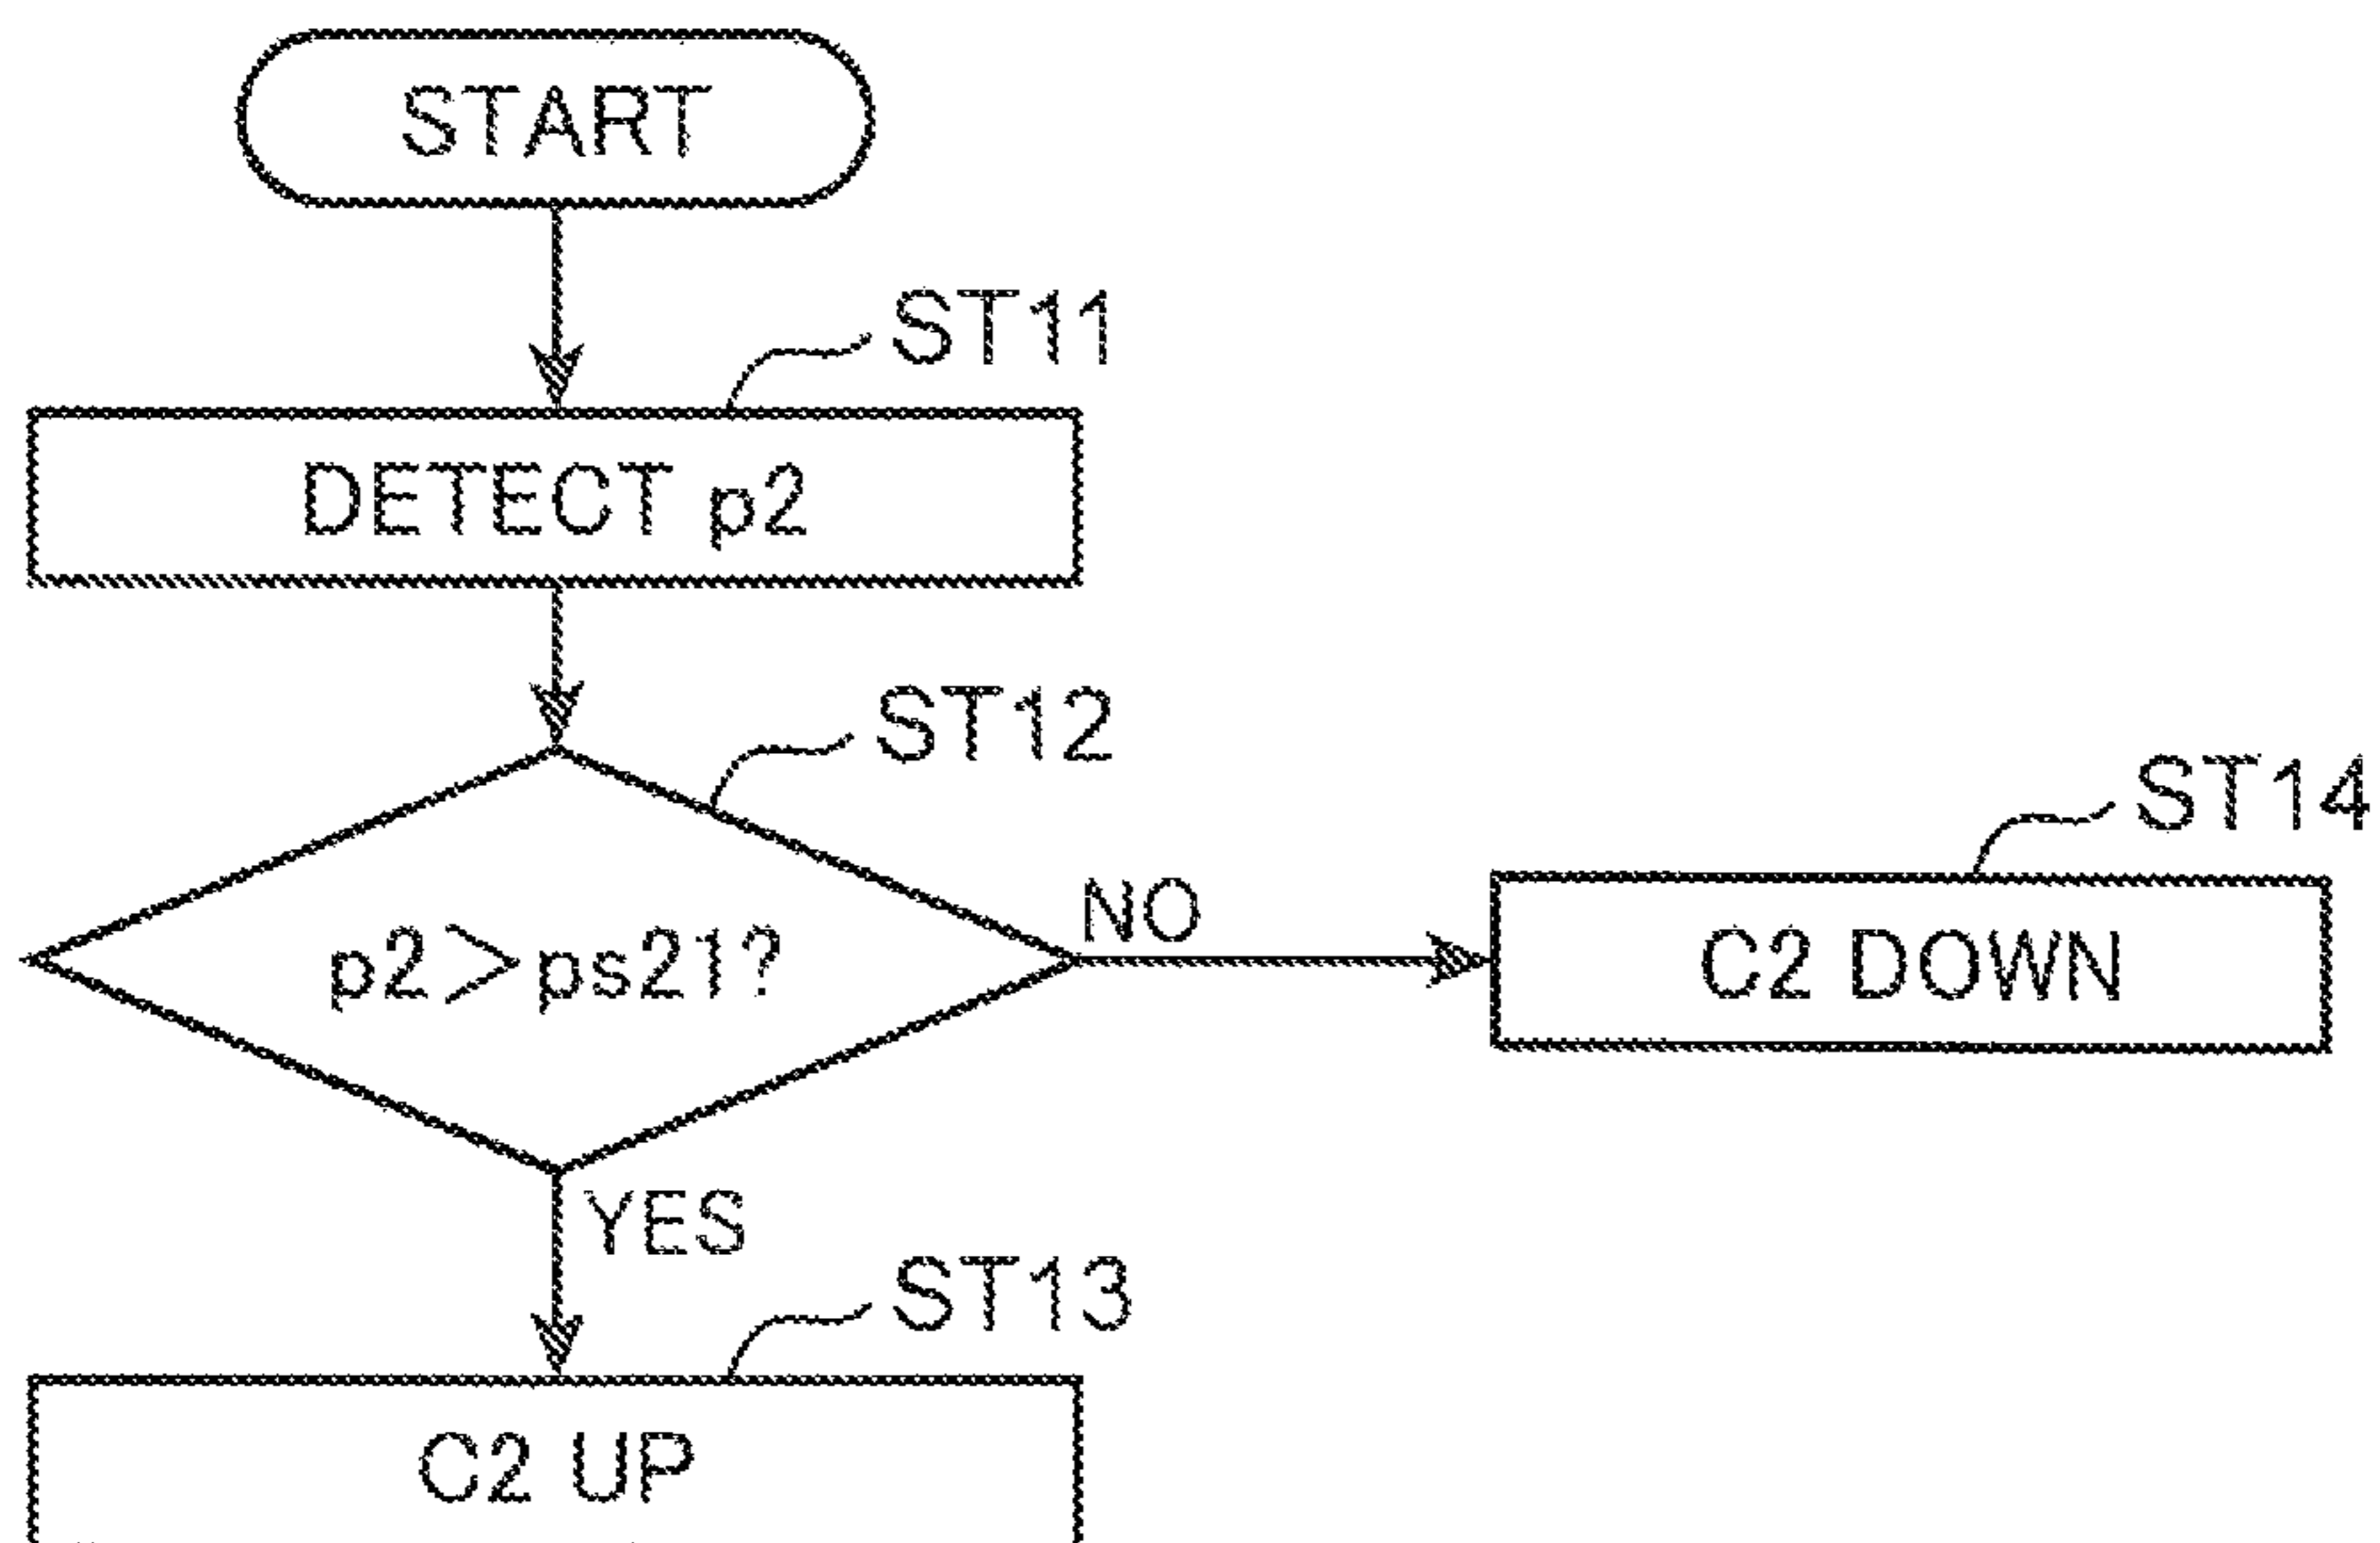 START
ST11
DETECT p2
ST12
p2>ps21?
NO
ST14
C2 DOWN
YES
ST13
C2 UP